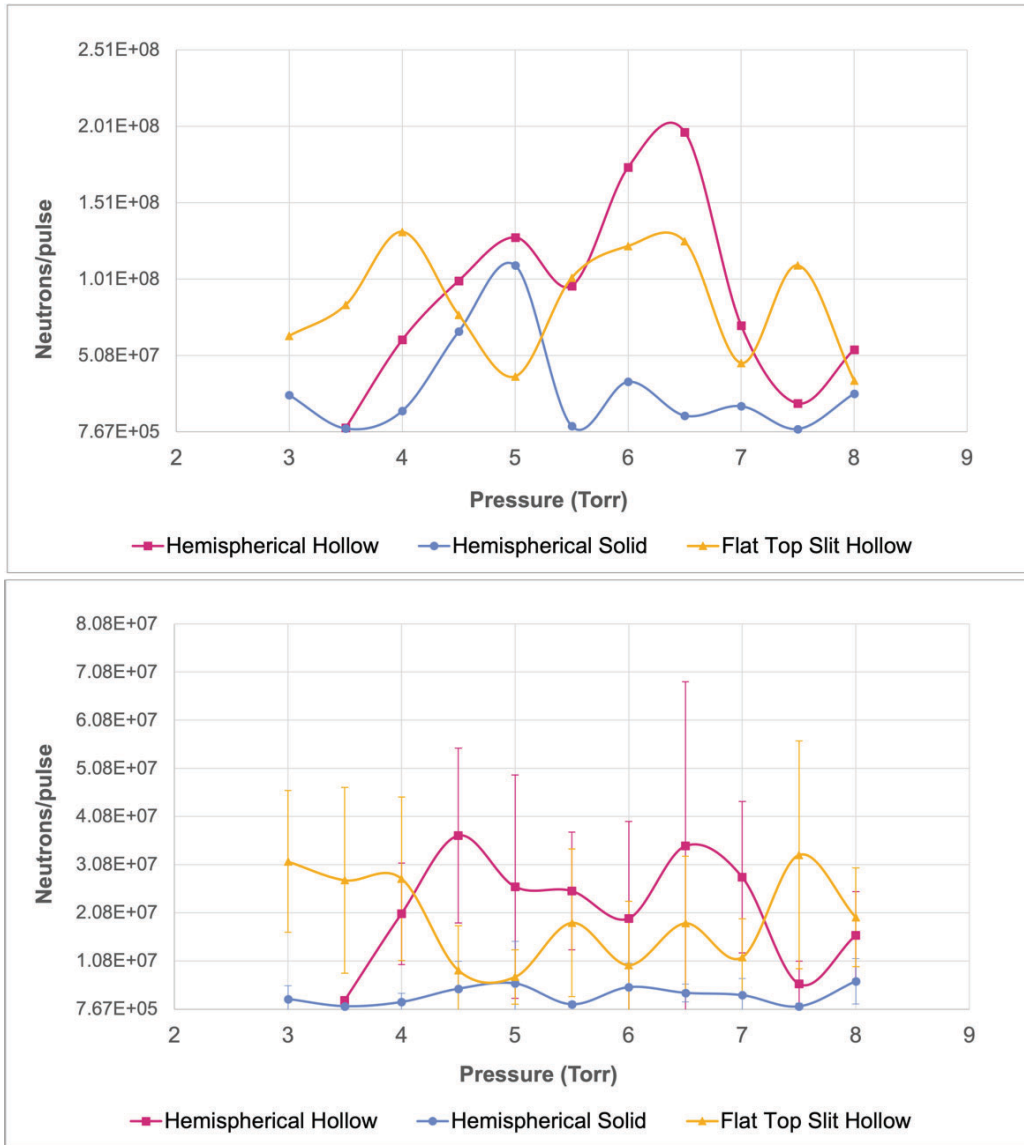 2.51E+08
2.01E+08
1.51E+08
1.01E+08
5.08E+07
7.67E+05
Neutrons/pulse
2 3 4 5 6 7 8 9
Pressure (Torr)
Hemispherical Hollow Hemispherical Solid Flat Top Slit Hollow
8.08E+07
7.08E+07
6.08E+07
5.08E+07
4.08E+07
3.08E+07
2.08E+07
1.08E+07
7.67E+05
Neutrons/pulse
2 3 4 5 6 7 8 9
Pressure (Torr)
Hemispherical Hollow Hemispherical Solid Flat Top Slit Hollow